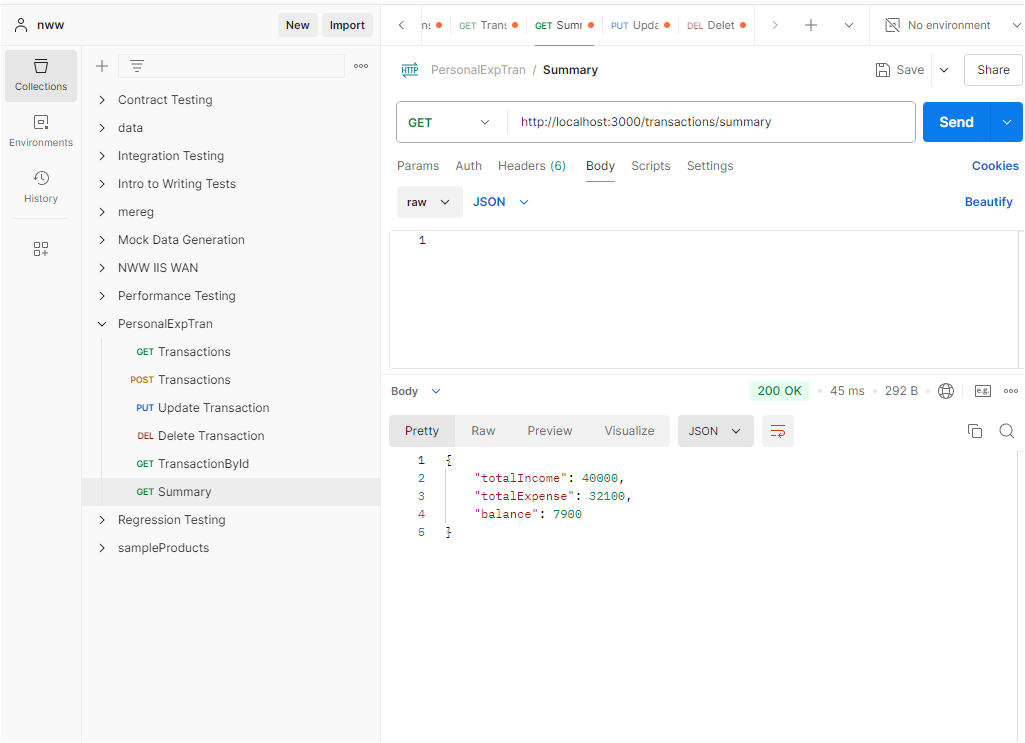 nww
New
Import
Collections
Environments
History
Contract Testing
data
Integration Testing
Intro to Writing Tests
mereg
Mock Data Generation
NWW IIS WAN
Performance Testing
PersonalExpTran
GET Transactions
POST Transactions
PUT Update Transaction
DEL Delete Transaction
GET TransactionById
GET Summary
Regression Testing
sampleProducts
GET Trans
GET Sumr
PUT Upda
DEL Delet
No environment
HTTP PersonalExpTran / Summary
Save
Share
GET http://localhost:3000/transactions/summary
Send
Params Auth Headers (6) Body Scripts Settings
Cookies
raw JSON
Beautify
1
Body
200 OK 45 ms 292 B
e.g.
Pretty Raw Preview Visualize JSON
1 {
2 "totalIncome": 40000,
3 "totalExpense": 32100,
4 "balance": 7900
5 }